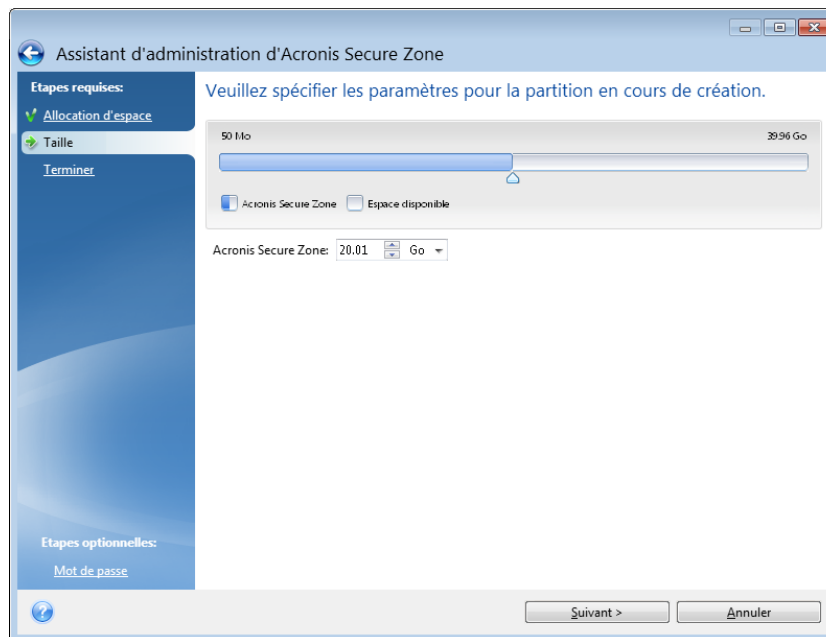 Assistant d'administration d'Acronis Secure Zone
Etapes requises:
Allocation d'espace
Taille
Terminer
Veuillez spécifier les paramètres pour la partition en cours de création.
50 Mo 39.96 Go
Acronis Secure Zone Espace disponible
Acronis Secure Zone: 20.01 Go
Etapes optionnelles:
Mot de passe
?
Suivant > Annuler